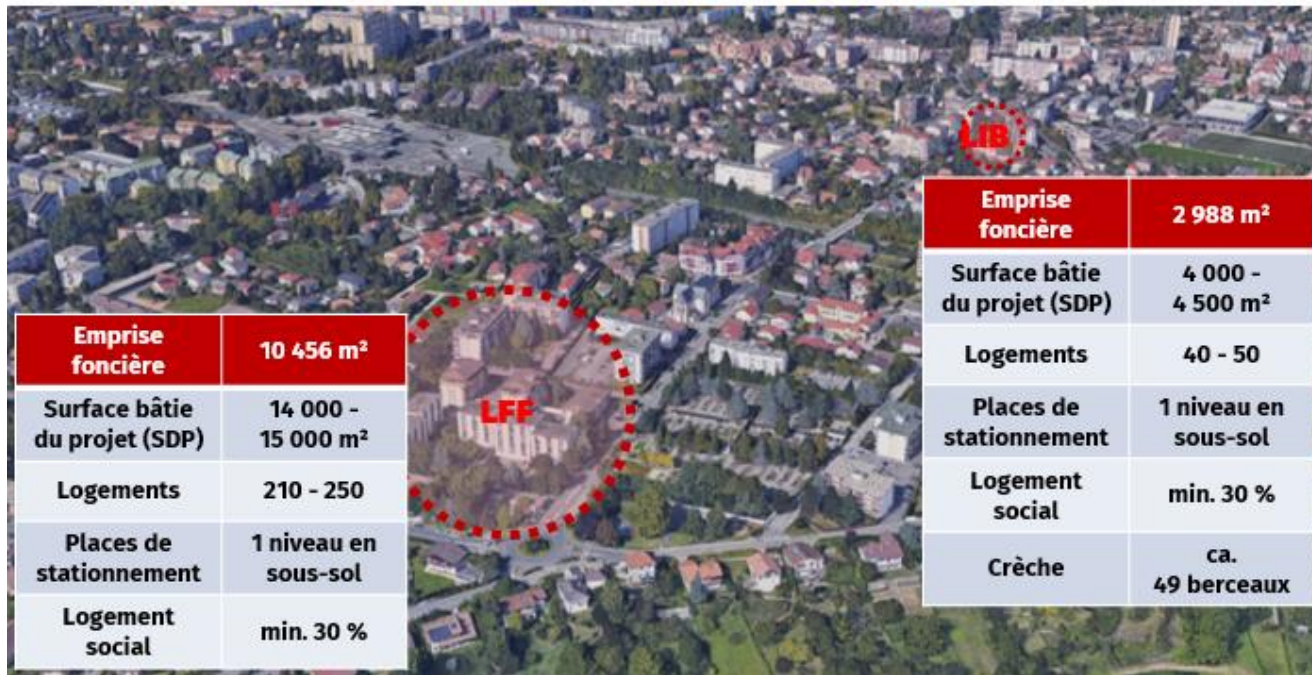 LIB
Emprise
foncière
2 988 m²
Surface bâtie
du projet (SDP)
4 000 -
4 500 m²
Logements
40 - 50
Places de
stationnement
1 niveau en
sous-sol
Logement
social
min. 30 %
Crèche
ca.
49 berceaux
LFF
Emprise
foncière
10 456 m²
Surface bâtie
du projet (SDP)
14 000 -
15 000 m²
Logements
210 - 250
Places de
stationnement
1 niveau en
sous-sol
Logement
social
min. 30 %